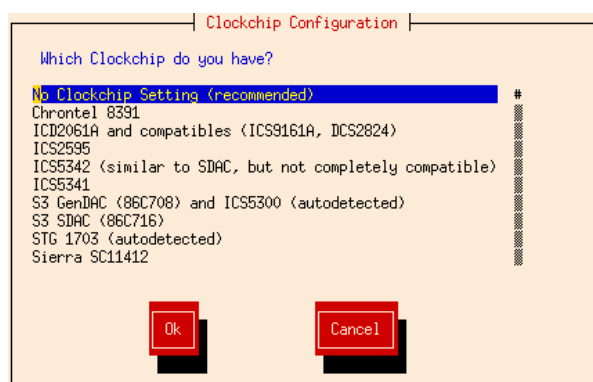 Clockchip Configuration
Which Clockchip do you have?
No Clockchip Setting (recommended) #
Chrontel 8391
ICD2061A and compatibles (ICS9161A, DCS2824)
ICS2595
ICS5342 (similar to SDAC, but not completely compatible)
ICS5341
S3 GenDAC (86C708) and ICS5300 (autodetected)
S3 SDAC (86C716)
STG 1703 (autodetected)
Sierra SC11412
Ok Cancel